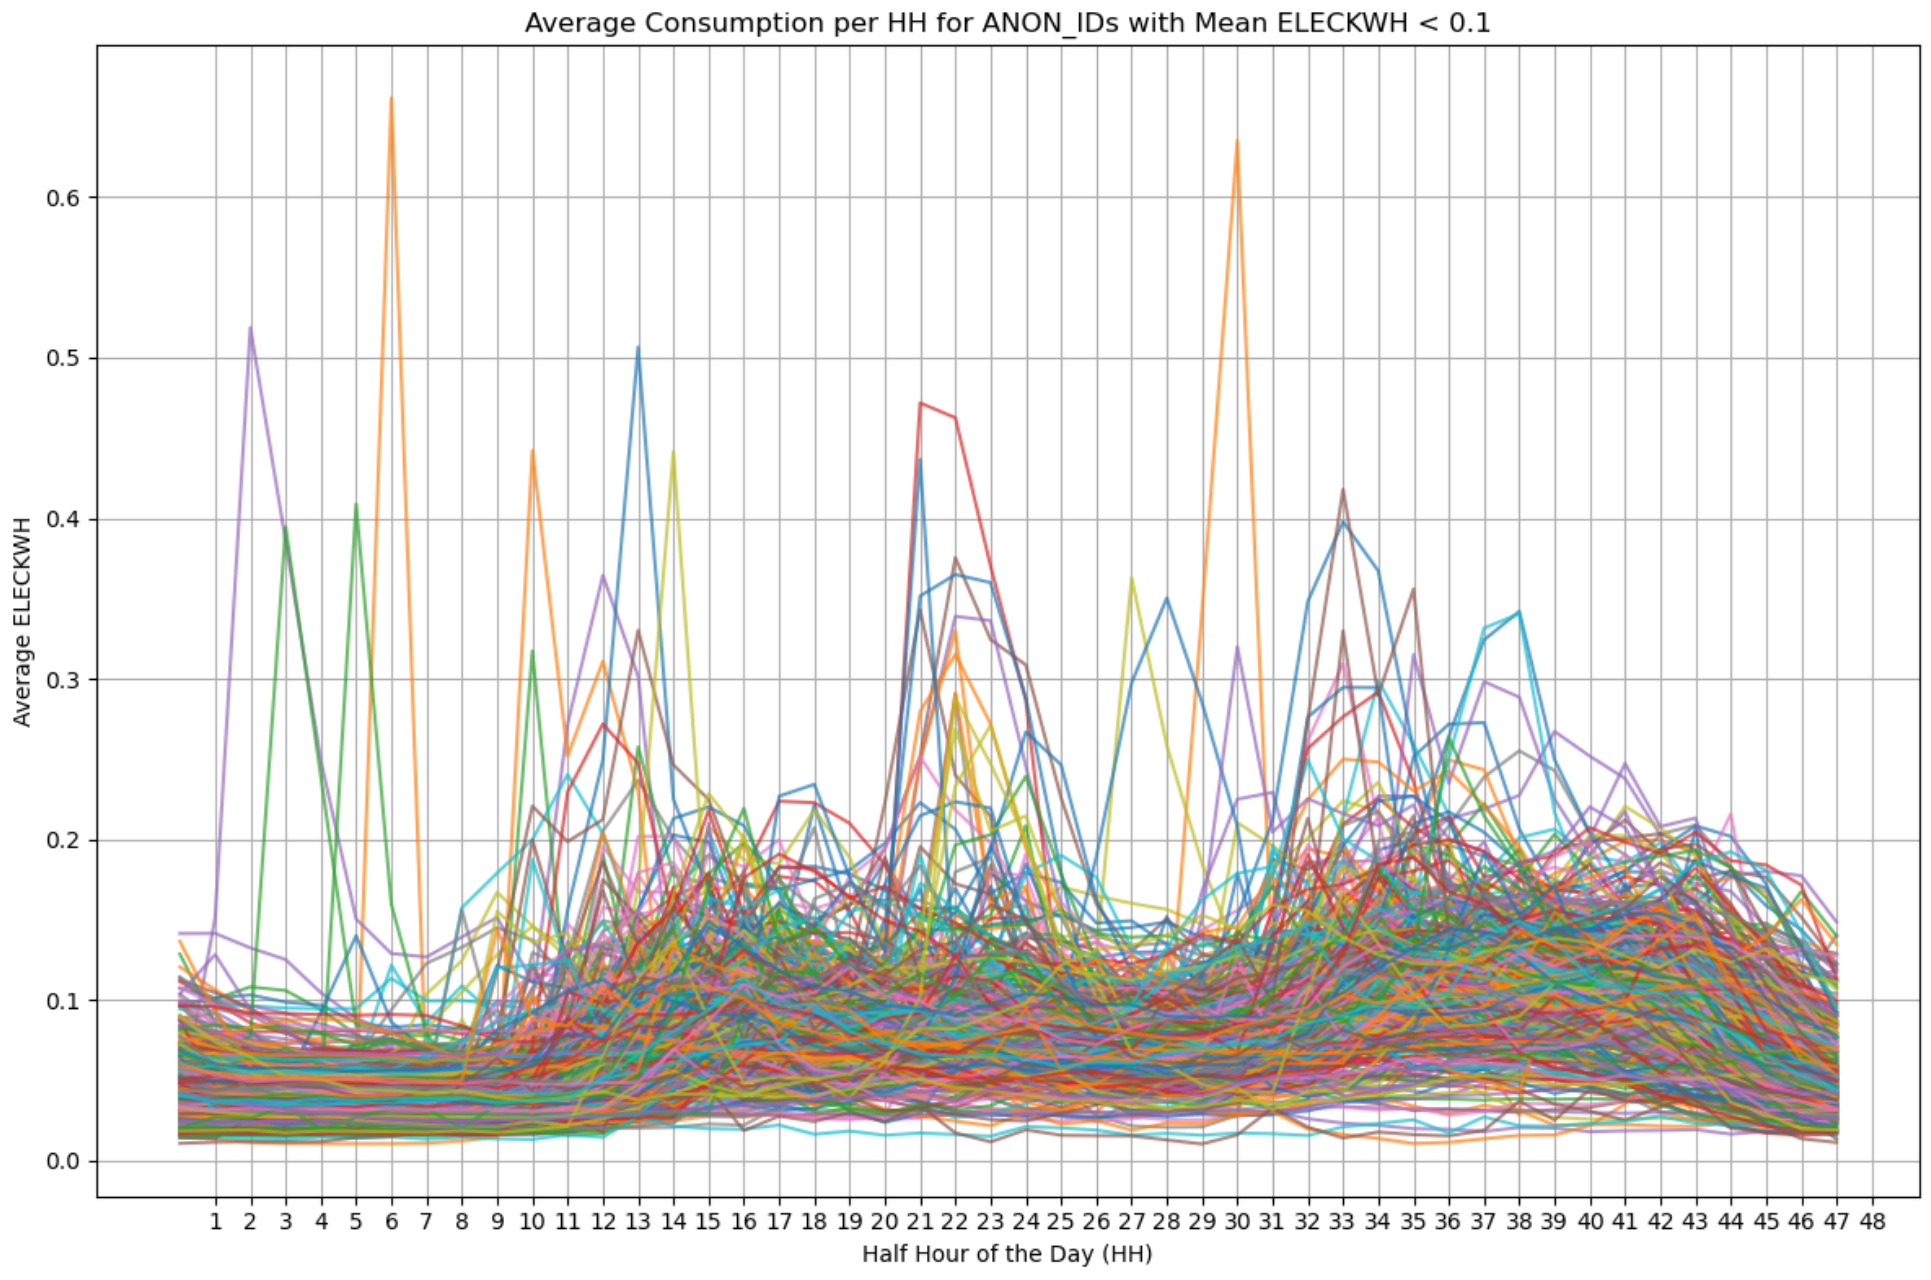 Average Consumption per HH for ANON_IDs with Mean ELECKWH < 0.1
Average ELECKWH
0.6
0.5
0.4
0.3
0.2
0.1
0.0
1 2 3 4 5 6 7 8 9 10 11 12 13 14 15 16 17 18 19 20 21 22 23 24 25 26 27 28 29 30 31 32 33 34 35 36 37 38 39 40 41 42 43 44 45 46 47 48
Half Hour of the Day (HH)